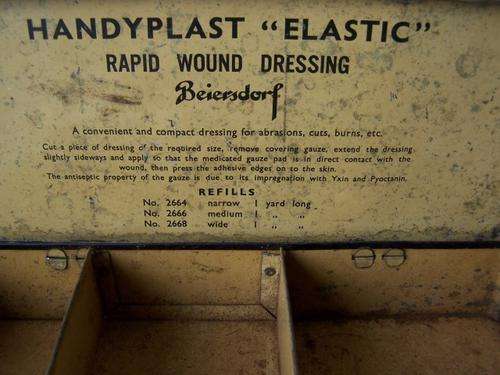 HANDYPLAST "ELASTIC"
RAPID WOUND DRESSING
Beiersdorf
A convenient and compact dressing for abrasions, cuts, burns, etc.
Cut a piece of dressing of the required size, remove covering gauze, extend the dressing
slightly sideways and apply so that the medicated gauze pad is in direct contact with the
wound, then press the adhesive edges on to the skin.
The antiseptic property of the gauze is due to its impregnation with Yxin and Pyoctanin.
REFILLS
No. 2664 narrow 1 yard long
No. 2666 medium 1 „ „
No. 2668 wide 1 „ „